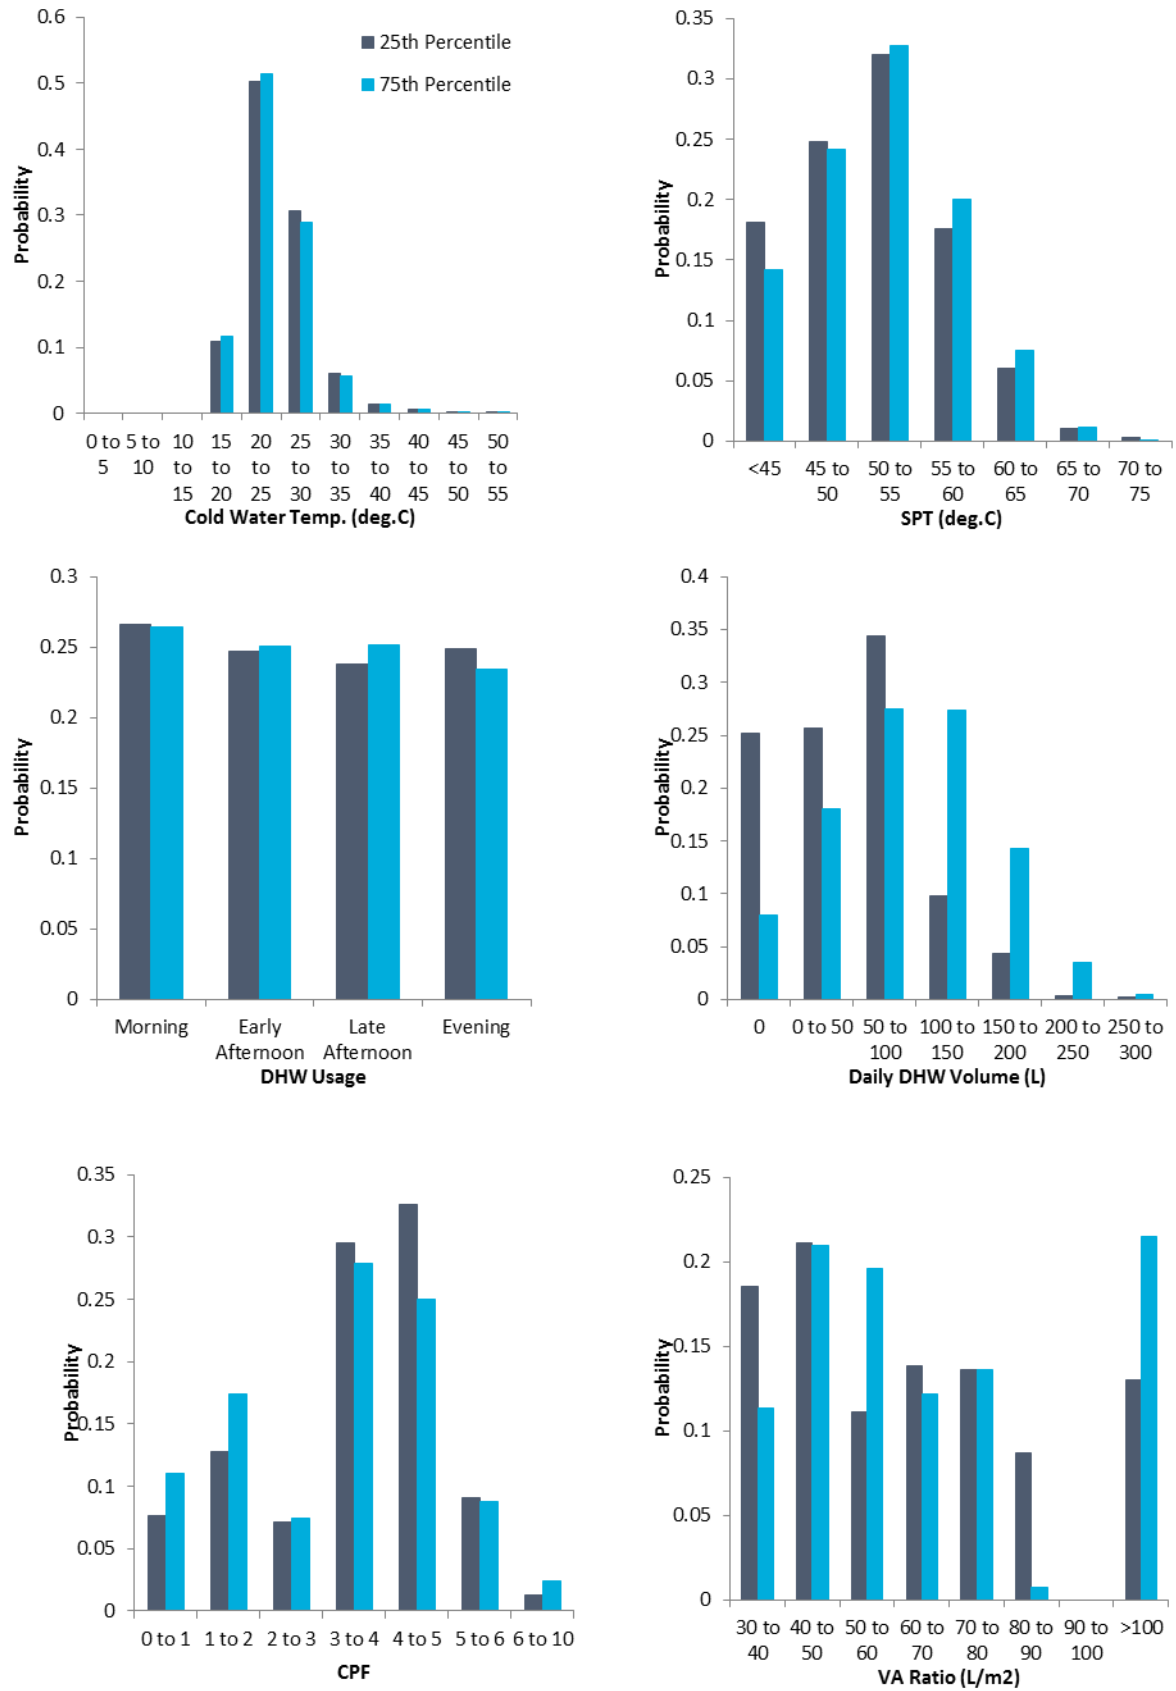 0.6
0.5
0.4
0.3
0.2
0.1
0
Probability
25th Percentile
75th Percentile
0 to 5
5 to 10
10 to 15
15 to 20
20 to 25
25 to 30
30 to 35
35 to 40
40 to 45
45 to 50
50 to 55
Cold Water Temp. (deg.C)
0.35
0.3
0.25
0.2
0.15
0.1
0.05
0
Probability
<45
45 to 50
50 to 55
55 to 60
60 to 65
65 to 70
70 to 75
SPT (deg.C)
0.3
0.25
0.2
0.15
0.1
0.05
0
Probability
Morning
Early Afternoon
Late Afternoon
Evening
DHW Usage
0.4
0.35
0.3
0.25
0.2
0.15
0.1
0.05
0
Probability
0
0 to 50
50 to 100
100 to 150
150 to 200
200 to 250
250 to 300
Daily DHW Volume (L)
0.35
0.3
0.25
0.2
0.15
0.1
0.05
0
Probability
0 to 1
1 to 2
2 to 3
3 to 4
4 to 5
5 to 6
6 to 10
CPF
0.25
0.2
0.15
0.1
0.05
0
Probability
30 to 40
40 to 50
50 to 60
60 to 70
70 to 80
80 to 90
90 to 100
>100
VA Ratio (L/m2)